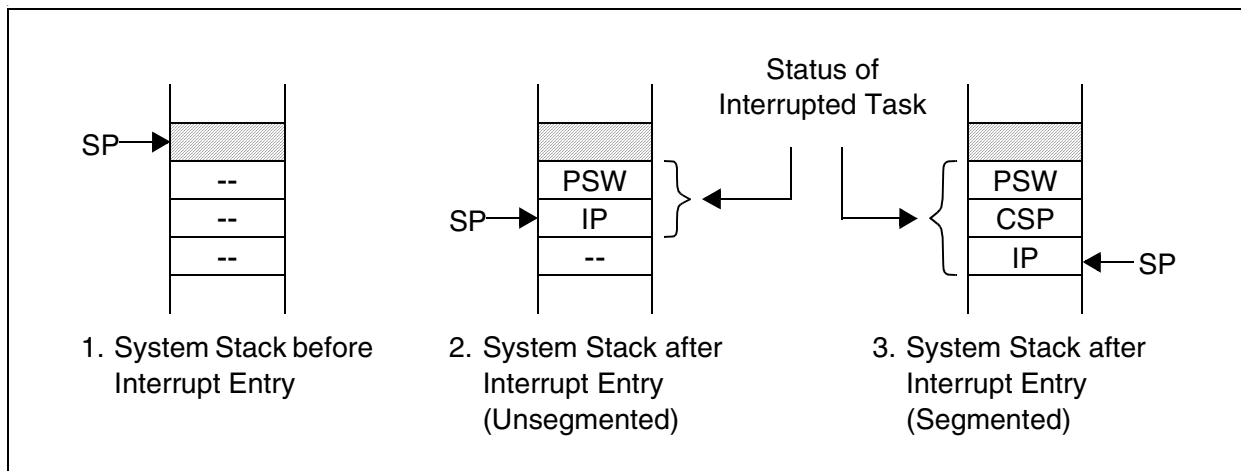 Status of
Interrupted Task
SP
--
--
--
SP
PSW
IP
--
PSW
CSP
IP
SP
1. System Stack before
Interrupt Entry
2. System Stack after
Interrupt Entry
(Unsegmented)
3. System Stack after
Interrupt Entry
(Segmented)